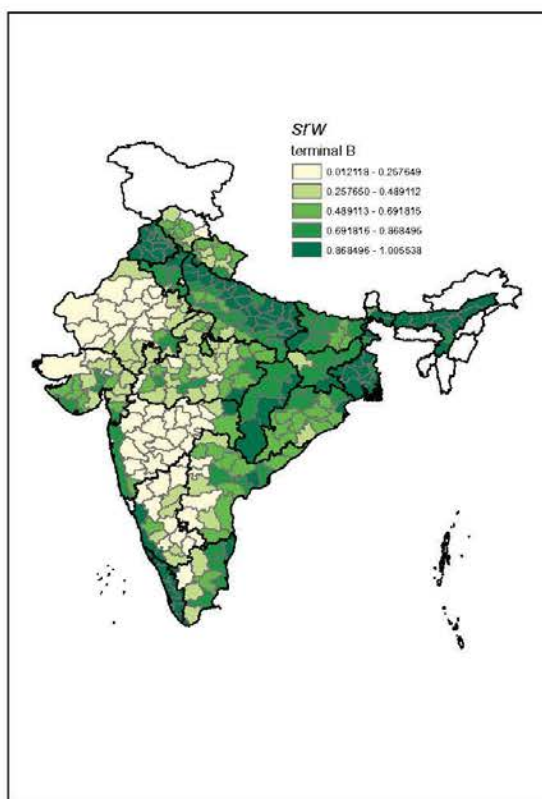 srw
terminal B
0.012118 - 0.257649
0.257650 - 0.489112
0.489113 - 0.691815
0.691816 - 0.868495
0.868496 - 1.005538